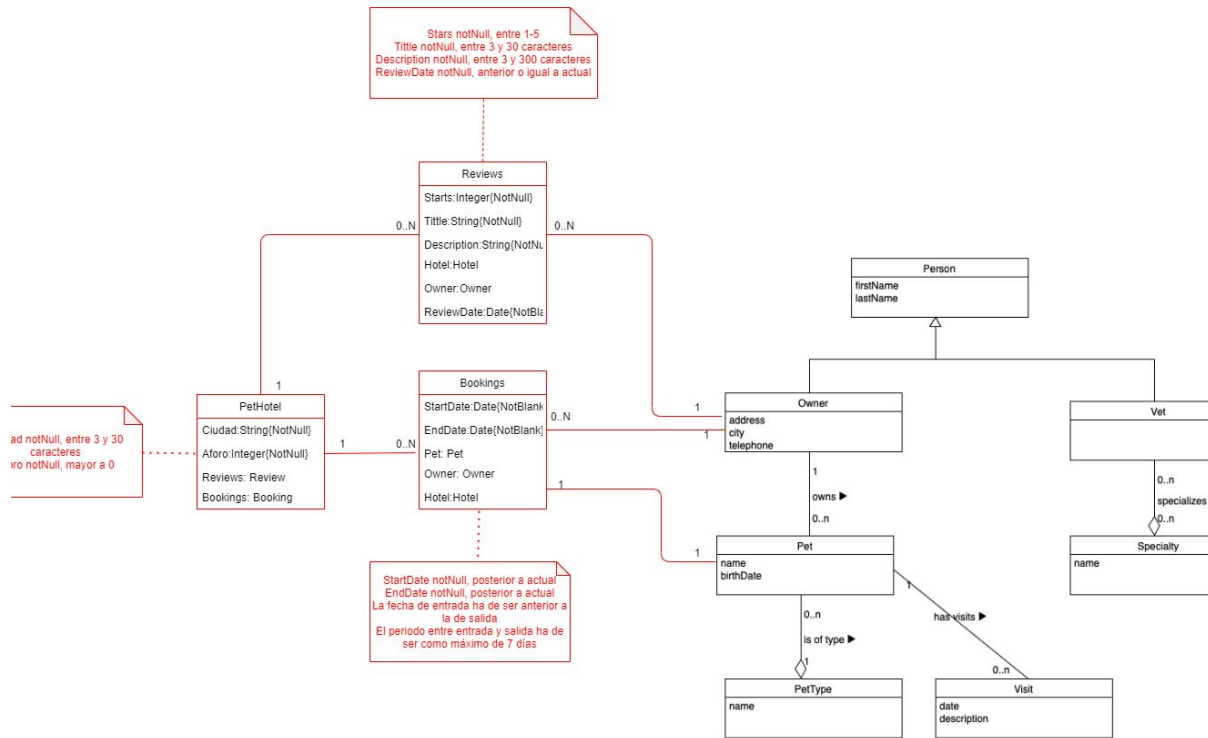 Stars notNull, entre 1-5
Tittle notNull, entre 3 y 30 caracteres
Description notNull, entre 3 y 300 caracteres
ReviewDate notNull, anterior o igual a actual
Reviews
Starts:Integer{NotNull}
Tittle:String{NotNull}
Description:String{NotNu
Hotel:Hotel
Owner:Owner
ReviewDate:Date{NotBla
0..N
0..N
1
1
Person
firstName
lastName
Bookings
StartDate:Date{NotBlank
EndDate:Date{NotBlank}
Pet: Pet
Owner: Owner
Hotel:Hotel
0..N
1
1
0..N
1
1
PetHotel
Ciudad:String{NotNull}
Aforo:Integer{NotNull}
Reviews: Review
Bookings: Booking
ad notNull, entre 3 y 30
caracteres
oro notNull, mayor a 0
Owner
address
city
telephone
Vet
1
owns ▶
0..n
0..n
specializes
0..n
Pet
name
birthDate
Specialty
name
StartDate notNull, posterior a actual
EndDate notNull, posterior a actual
La fecha de entrada ha de ser anterior a
la de salida
El periodo entre entrada y salida ha de
ser como máximo de 7 días
0..n
is of type ▶
1
1
has visits ▶
0..n
PetType
name
Visit
date
description